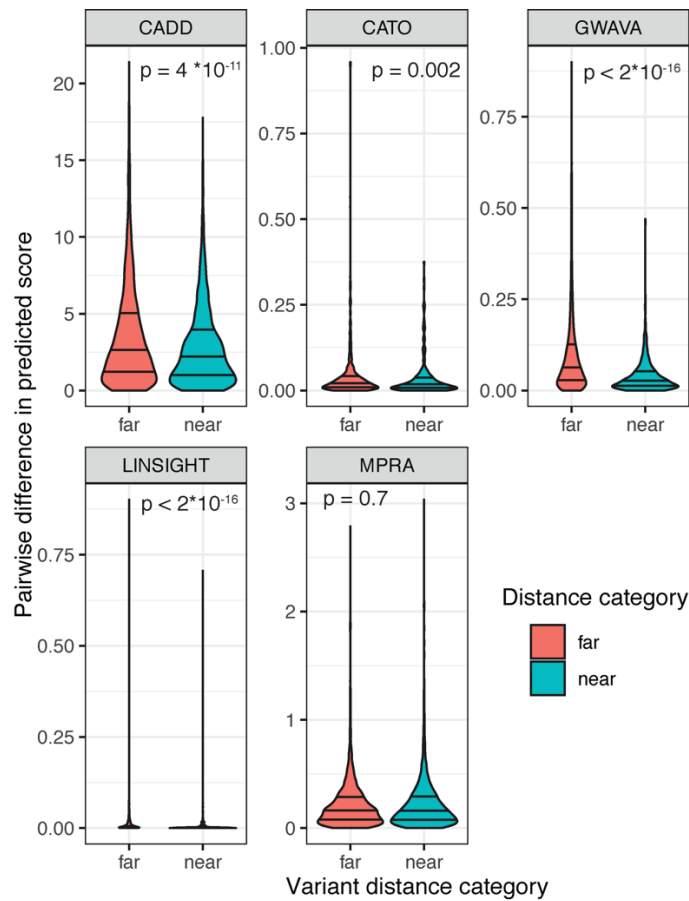 CADD
CATO
GWAVA
p = 4 *10-11
p = 0.002
p < 2*10-16
20
15
10
5
0
1.00
0.75
0.50
0.25
0.00
0.75
0.50
0.25
0.00
far near
far near
far near
Pairwise difference in predicted score
LINSIGHT
MPRA
p < 2*10-16
p = 0.7
0.75
0.50
0.25
0.00
3
2
1
0
far near
far near
Variant distance category
Distance category
far
near